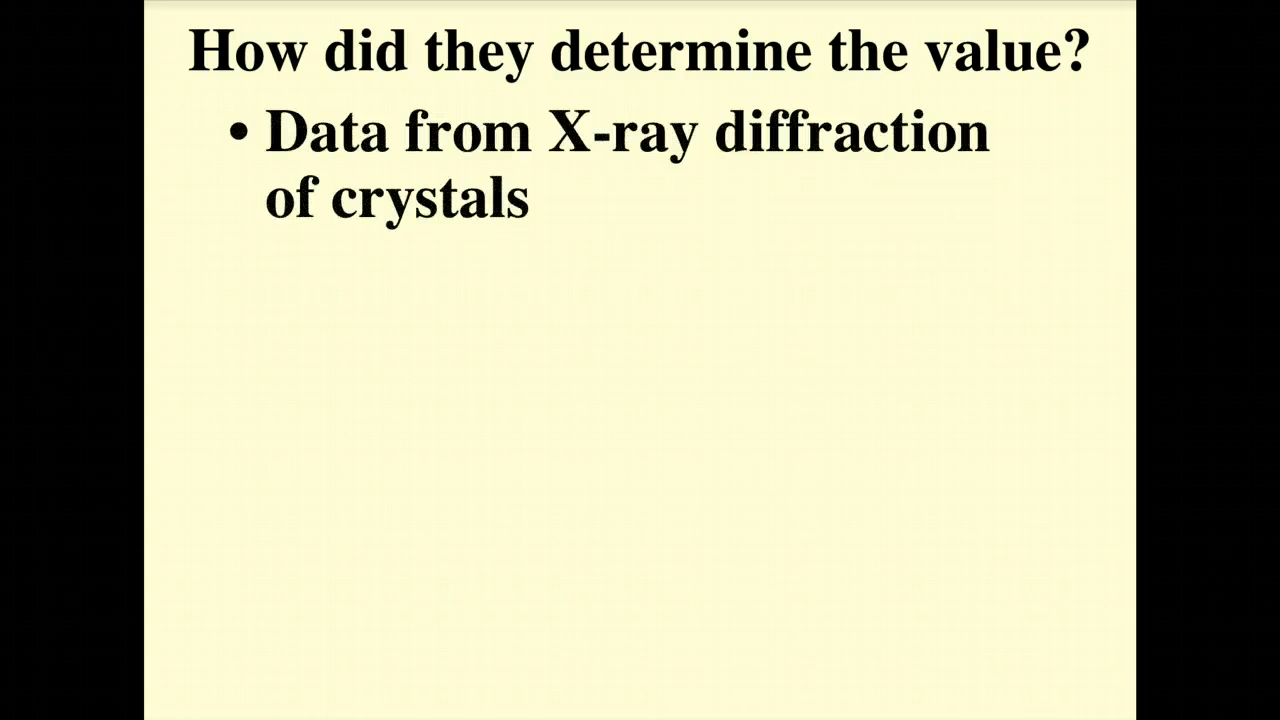 How did they determine the value?
• Data from X-ray diffraction
of crystals